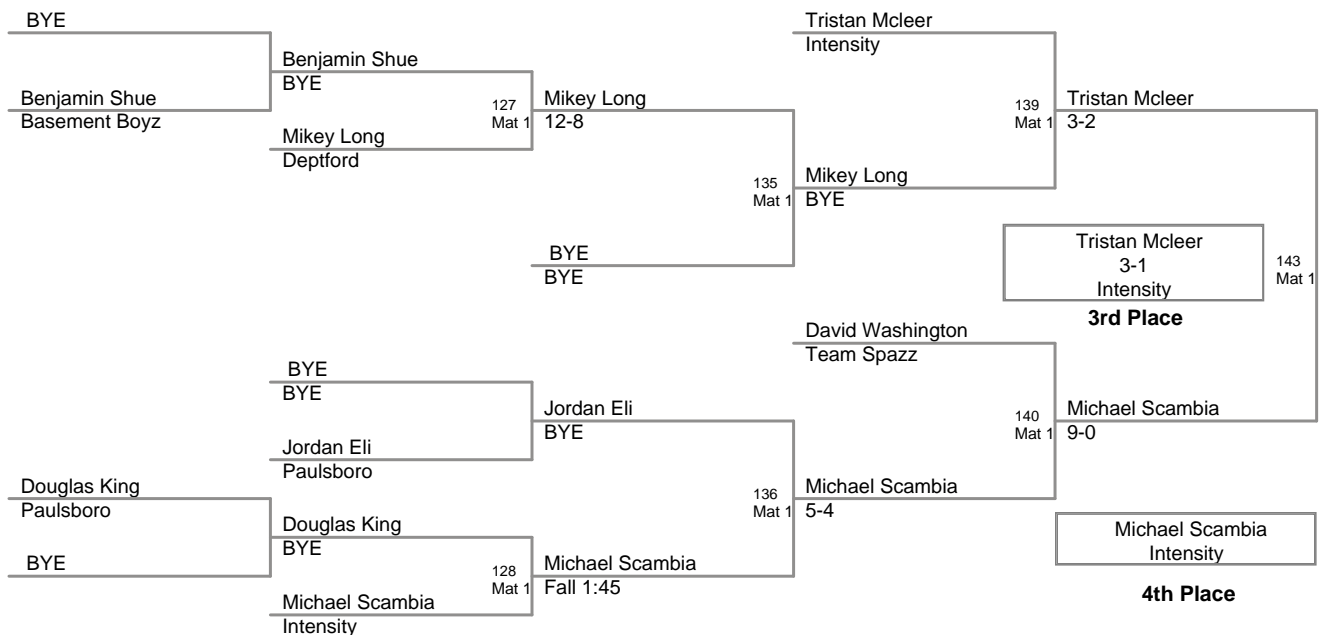 BYE
Tristan Mcleer
Intensity
Benjamin Shue
BYE
Benjamin Shue
Basement Boyz
127
Mat 1
Mikey Long
12-8
139
Mat 1
Tristan Mcleer
3-2
Mikey Long
Deptford
135
Mat 1
Mikey Long
BYE
BYE
BYE
Tristan Mcleer
3-1
Intensity
143
Mat 1
3rd Place
David Washington
Team Spazz
BYE
BYE
Jordan Eli
BYE
140
Mat 1
Michael Scambia
9-0
Jordan Eli
Paulsboro
Douglas King
Paulsboro
136
Mat 1
Michael Scambia
5-4
Douglas King
BYE
Michael Scambia
Intensity
BYE
128
Mat 1
Michael Scambia
Fall 1:45
4th Place
Michael Scambia
Intensity